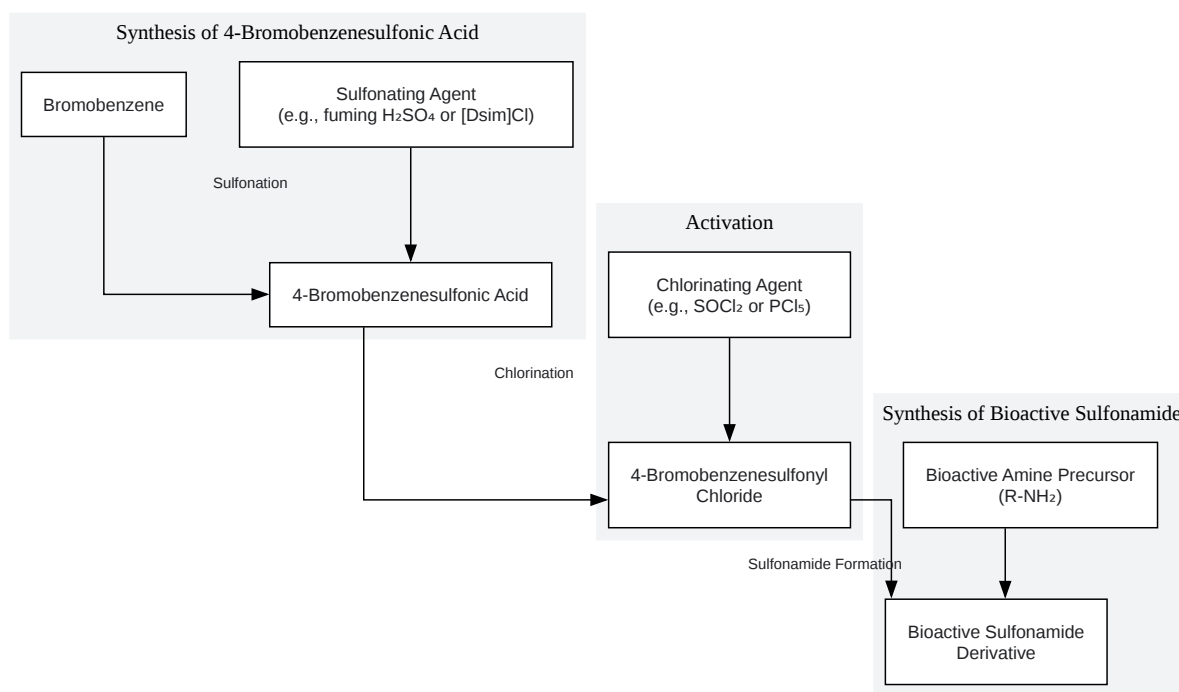 Synthesis of 4-Bromobenzenesulfonic Acid
Bromobenzene
Sulfonating Agent
(e.g., fuming H₂SO₄ or [Dsim]Cl)
Sulfonation
4-Bromobenzenesulfonic Acid
Activation
Chlorinating Agent
(e.g., SOCl₂ or PCl₅)
Chlorination
4-Bromobenzenesulfonyl
Chloride
Synthesis of Bioactive Sulfonamide
Bioactive Amine Precursor
(R-NH₂)
Sulfonamide Formation
Bioactive Sulfonamide
Derivative